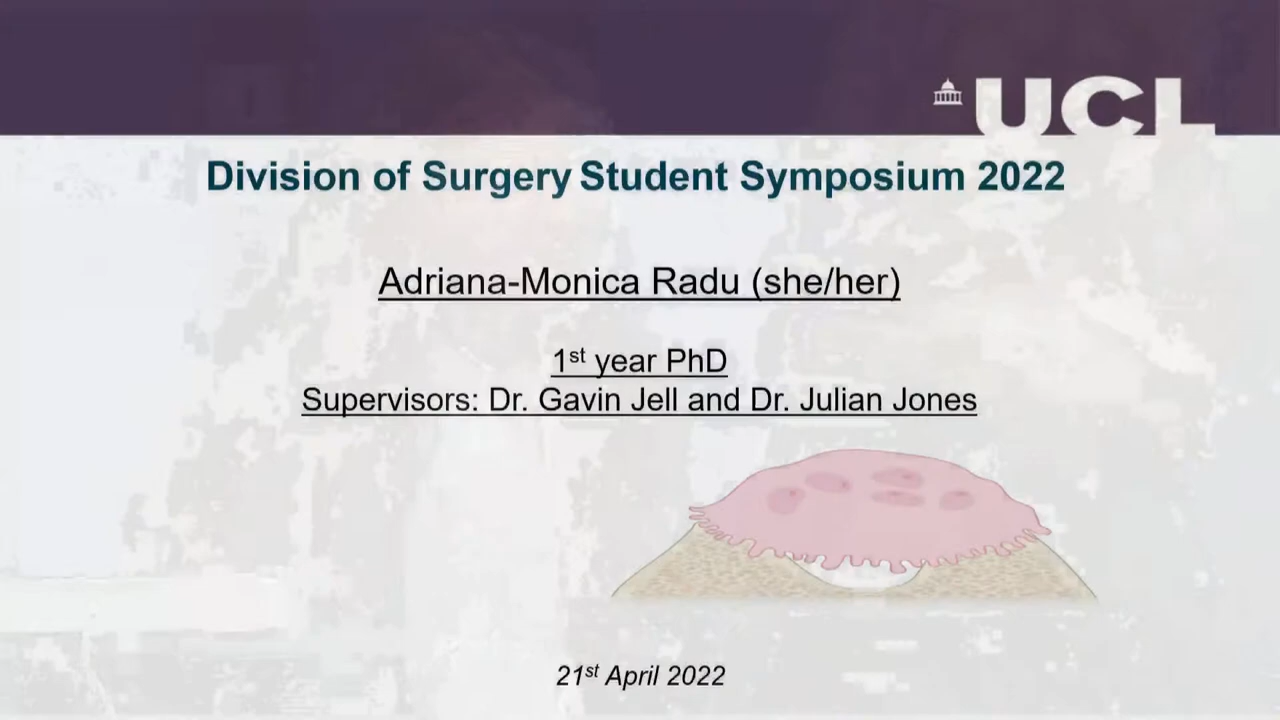 UCL
Division of Surgery Student Symposium 2022
Adriana-Monica Radu (she/her)
1st year PhD
Supervisors: Dr. Gavin Jell and Dr. Julian Jones
21st April 2022